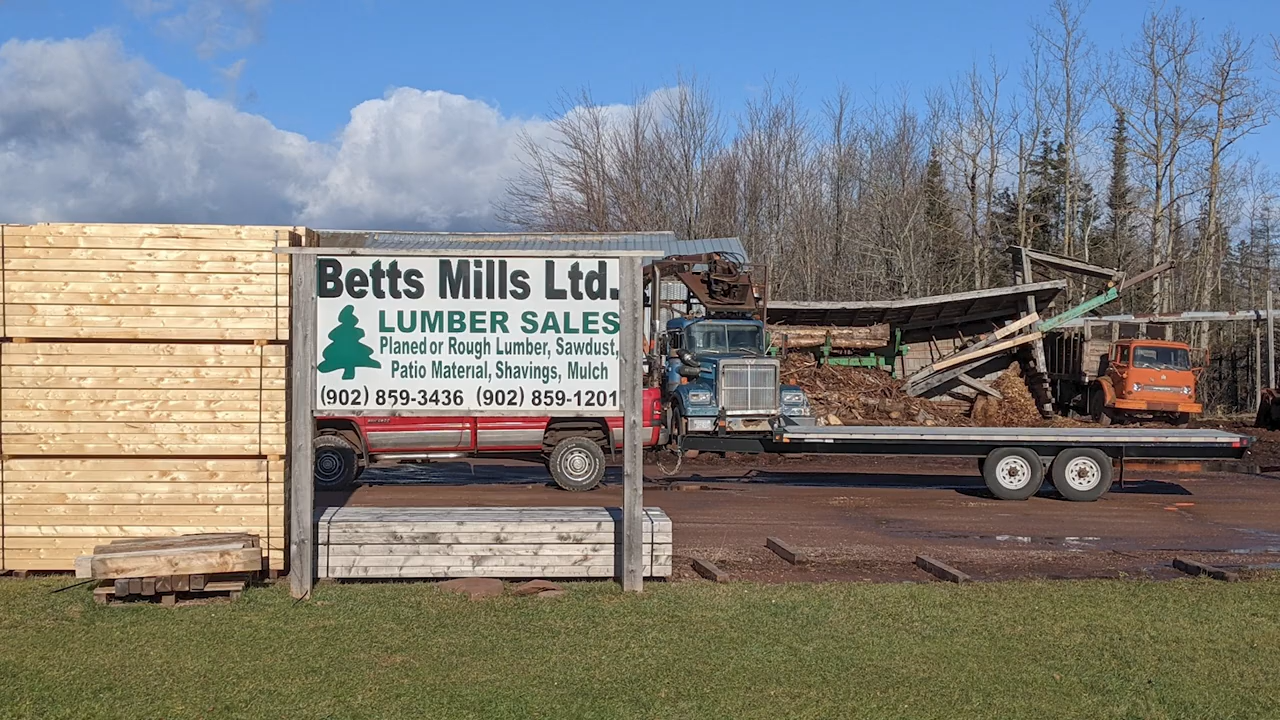 Betts Mills Ltd.
LUMBER SALES
Planed or Rough Lumber, Sawdust,
Patio Material, Shavings, Mulch
(902) 859-3436 (902) 859-1201